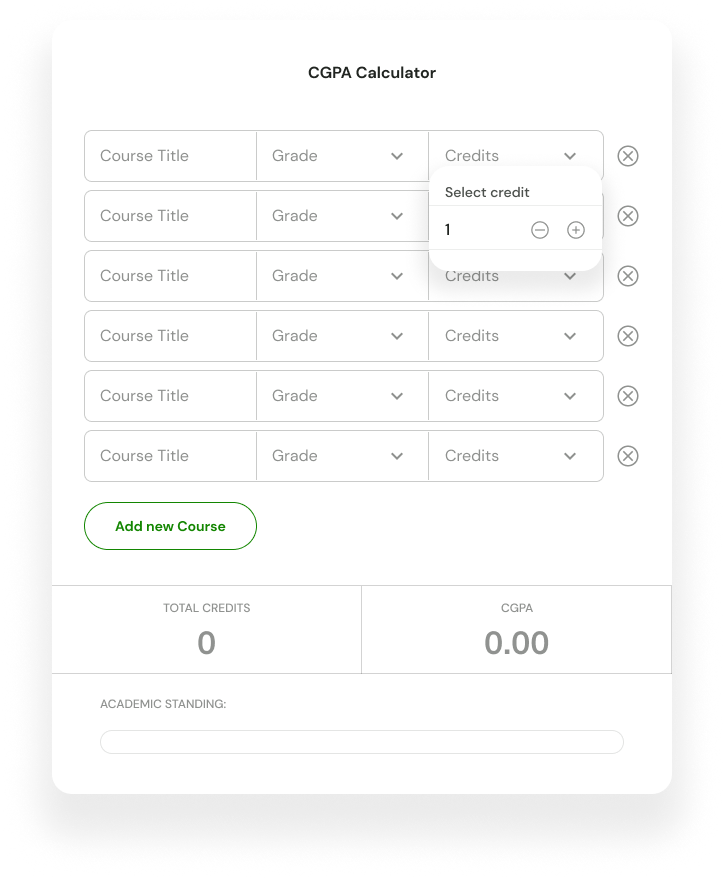 CGPA Calculator
Course Title Grade Credits
Select credit
Course Title Grade
1
Course Title Grade Credits
Course Title Grade Credits
Course Title Grade Credits
Course Title Grade Credits
Add new Course
TOTAL CREDITS CGPA
0 0.00
ACADEMIC STANDING: